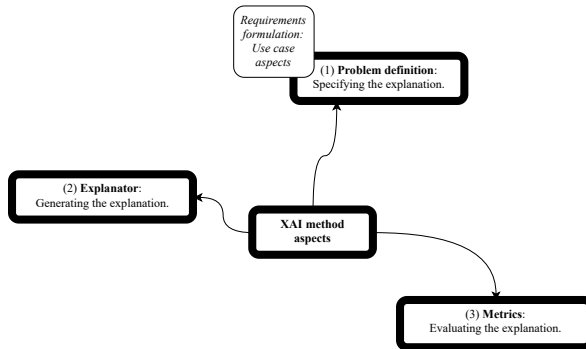 Requirements
formulation:
Use case
aspects
(1) Problem definition:
Specifying the explanation.
(2) Explanator:
Generating the explanation.
XAI method
aspects
(3) Metrics:
Evaluating the explanation.